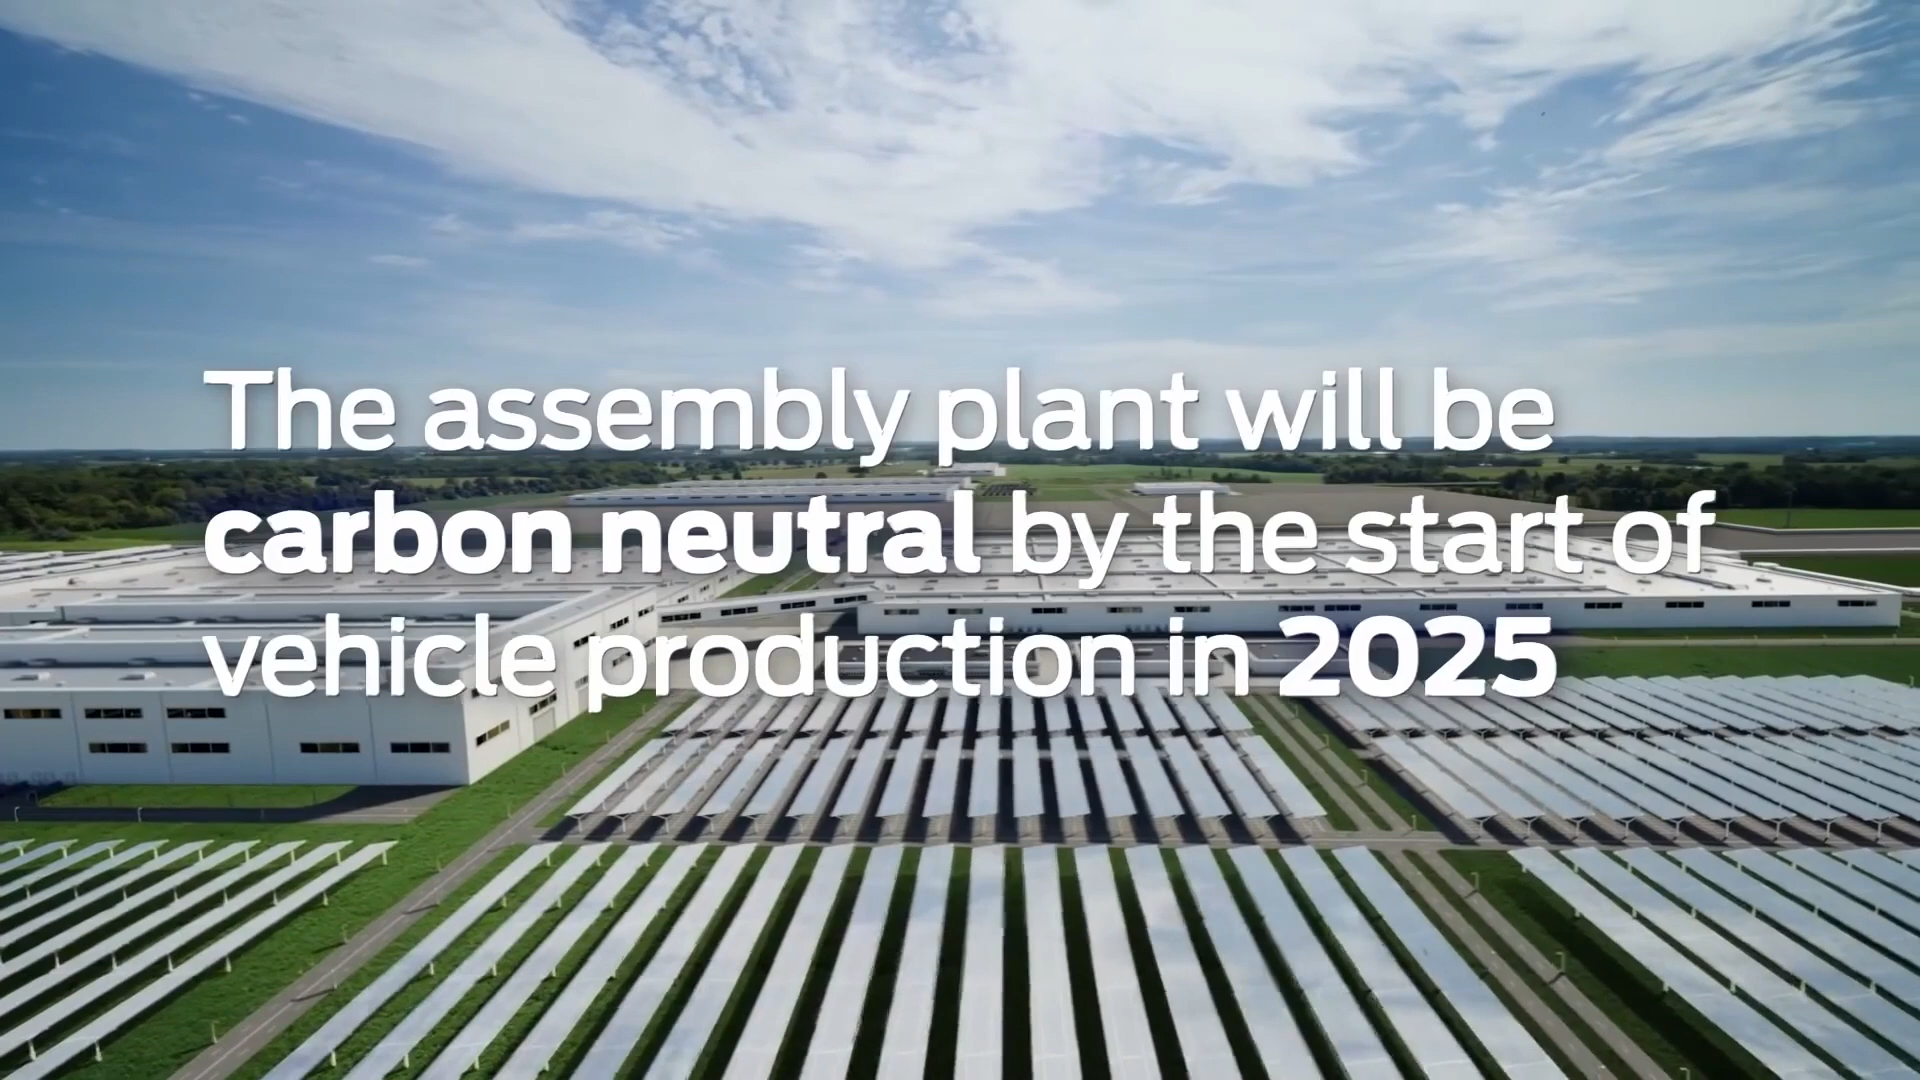 The assembly plant will be
carbon neutral by the start of
vehicle production in 2025